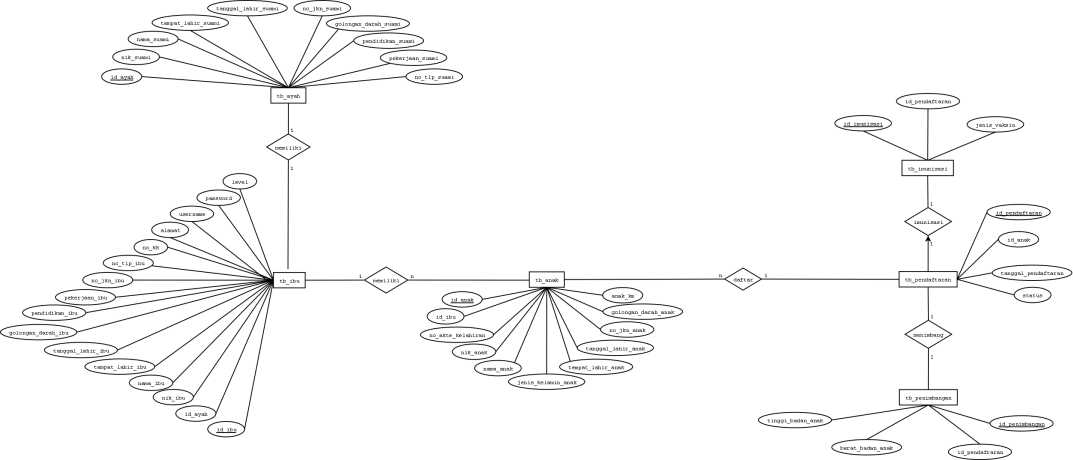 tanggal_lahir_suami
no_jkn_suami
tempat_lahir_suami
golongan_darah_suami
nama_suami
pendidikan_suami
nik_suami
pekerjaan_suami
id_ayah
no_tlp_suami
tb_ayah
1
memiliki
1
level
password
username
alamat
no_kk
no_tlp_ibu
no_jkn_ibu
pekerjaan_ibu
pendidikan_ibu
golongan_darah_ibu
tanggal_lahir_ibu
tempat_lahir_ibu
nama_ibu
nik_ibu
id_ayah
id_ibu
tb_ibu
1
memiliki
n
tb_anak
id_anak
id_ibu
no_akte_kelahiran
nik_anak
nama_anak
jenis_kelamin_anak
tempat_lahir_anak
tanggal_lahir_anak
no_jkn_anak
golongan_darah_anak
anak_ke
n
daftar
1
tb_pendaftaran
id_pendaftaran
id_anak
tanggal_pendaftaran
status
1
imunisasi
1
tb_imunisasi
id_imunisasi
id_pendaftaran
jenis_vaksin
1
menimbang
1
tb_penimbangan
tinggi_badan_anak
berat_badan_anak
id_pendafraran
id_penimbangan